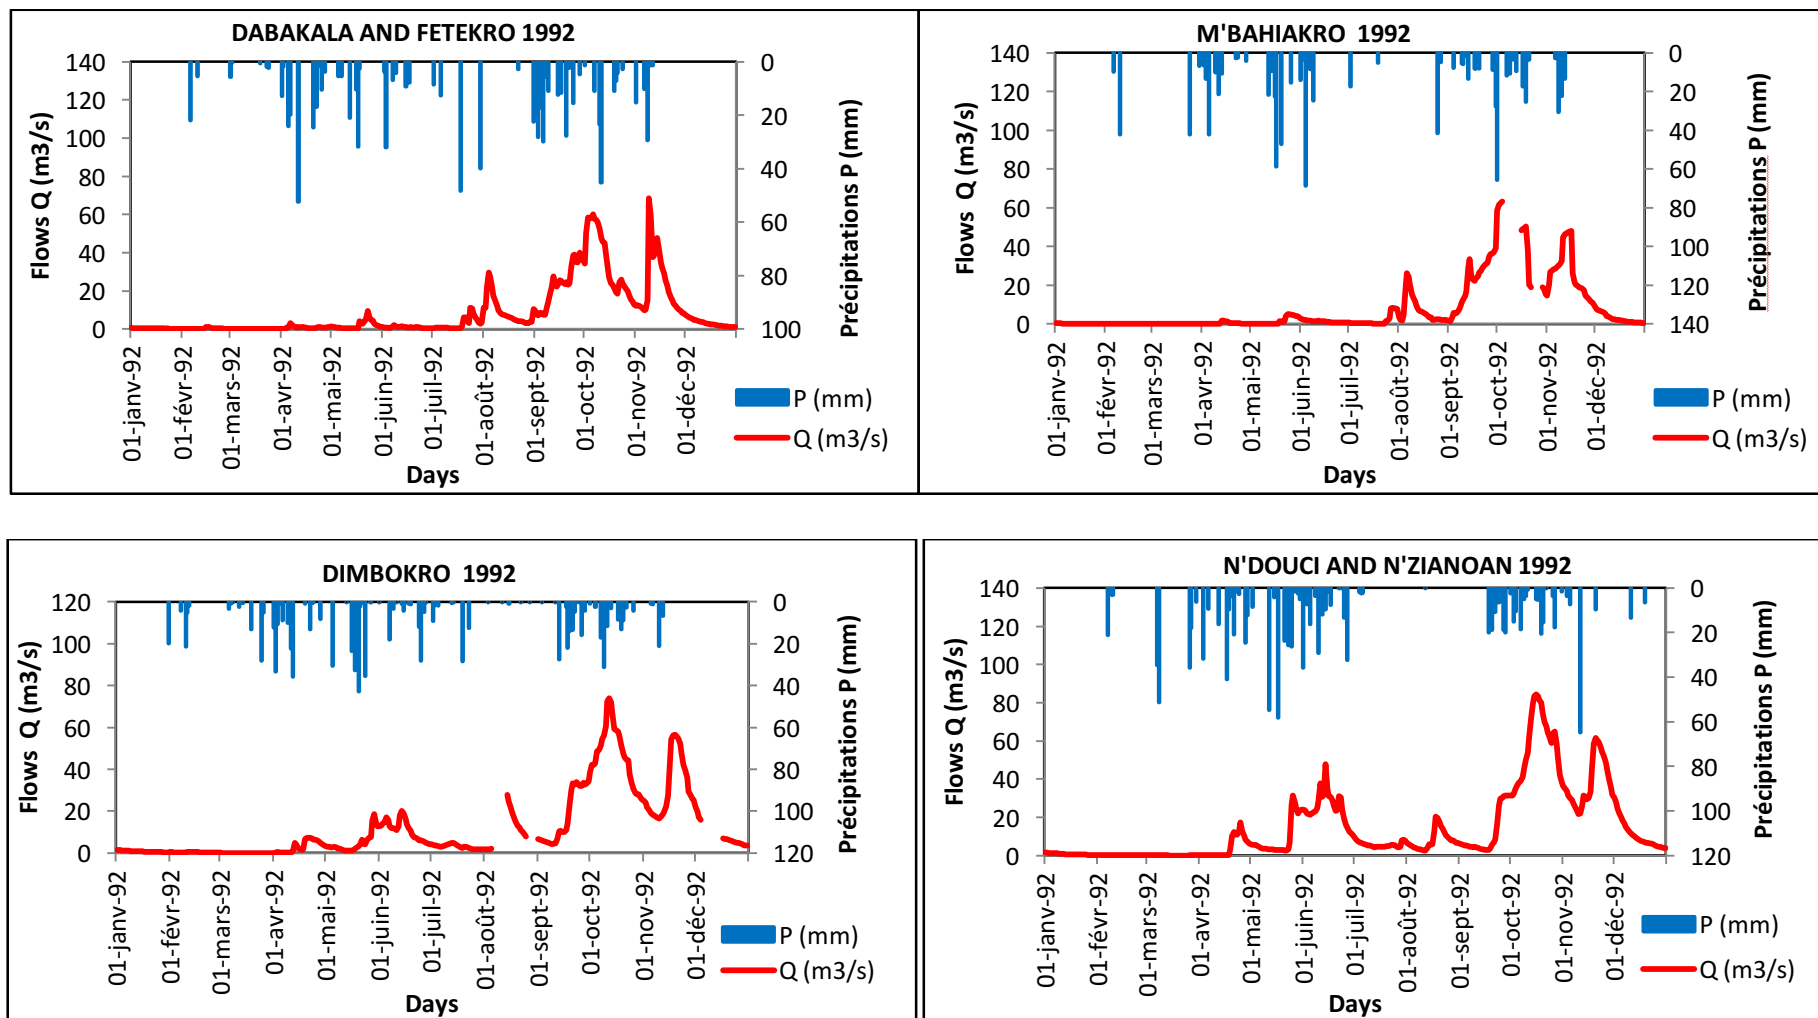 DABAKALA AND FETEKRO 1992
Flows Q (m3/s)
140
120
100
80
60
40
20
0
0
20
40
60
80
100
Précipitations P (mm)
01-janv-92
01-févr-92
01-mars-92
01-avr-92
01-mai-92
01-juin-92
01-juil-92
01-août-92
01-sept-92
01-oct-92
01-nov-92
01-déc-92
P (mm)
Q (m3/s)
Days
M'BAHIAKRO 1992
Flows Q (m3/s)
140
120
100
80
60
40
20
0
0
20
40
60
80
100
120
140
Précipitations P (mm)
01-janv-92
01-févr-92
01-mars-92
01-avr-92
01-mai-92
01-juin-92
01-juil-92
01-août-92
01-sept-92
01-oct-92
01-nov-92
01-déc-92
P (mm)
Q (m3/s)
Days
DIMBOKRO 1992
Flows Q (m3/s)
120
100
80
60
40
20
0
0
20
40
60
80
100
120
Précipitations P (mm)
01-janv-92
01-févr-92
01-mars-92
01-avr-92
01-mai-92
01-juin-92
01-juil-92
01-août-92
01-sept-92
01-oct-92
01-nov-92
01-déc-92
P (mm)
Q (m3/s)
Days
N'DOUCI AND N'ZIANOAN 1992
Flows Q (m3/s)
140
120
100
80
60
40
20
0
0
20
40
60
80
100
120
Précipitations P (mm)
01-janv-92
01-févr-92
01-mars-92
01-avr-92
01-mai-92
01-juin-92
01-juil-92
01-août-92
01-sept-92
01-oct-92
01-nov-92
01-déc-92
P (mm)
Q (m3/s)
Days